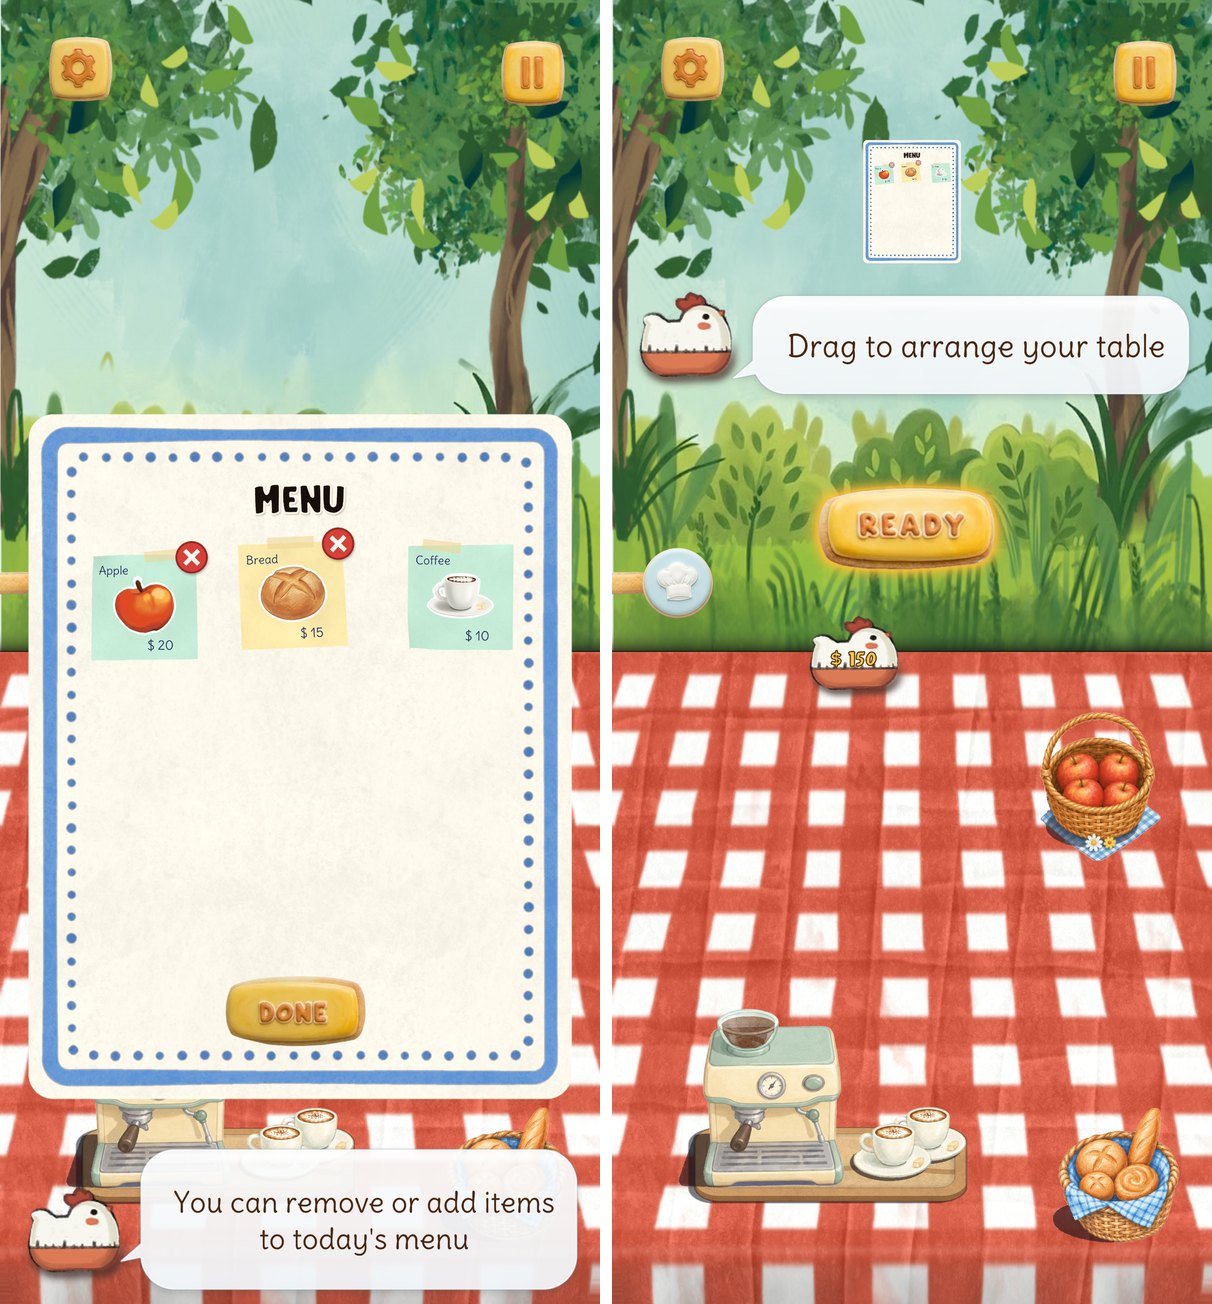 MENU
Apple
$ 20
Bread
$ 15
Coffee
$ 10
DONE
You can remove or add items
to today's menu
MENU
Drag to arrange your table
READY
$ 150